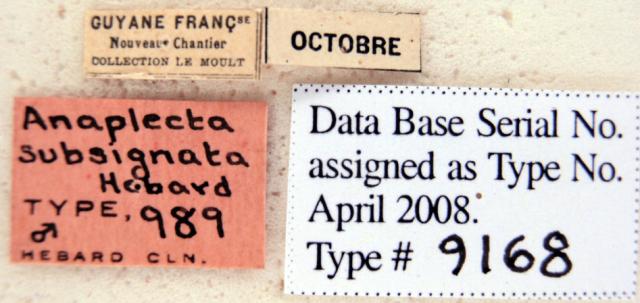 GUYANE FRANÇSE
Nouveau Chantier
COLLECTION LE MOULT
OCTOBRE
Anaplecta
subsignata
Hebard
TYPE, 989
♂
HEBARD CLN.
Data Base Serial No.
assigned as Type No.
April 2008.
Type # 9168